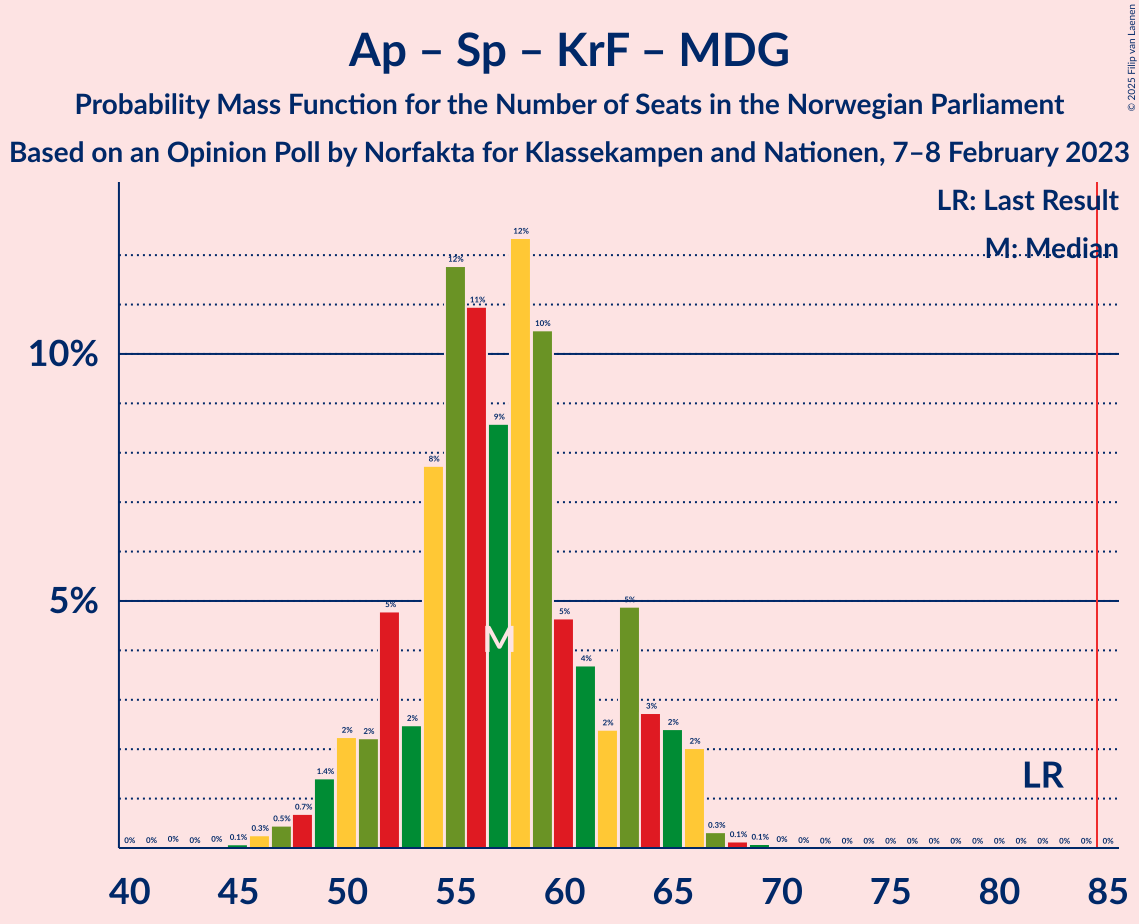 Ap – Sp – KrF – MDG
Probability Mass Function for the Number of Seats in the Norwegian Parliament
Based on an Opinion Poll by Norfakta for Klassekampen and Nationen, 7–8 February 2023
© 2025 Filip van Laenen
LR: Last Result
M: Median
10%
5%
0% 0% 0% 0% 0% 0.1% 0.3% 0.5% 0.7% 1.4% 2% 2% 5% 2% 8% 12% 11% 9% 12% 10% 5% 4% 2% 5% 3% 2% 2% 0.3% 0.1% 0.1% 0% 0% 0% 0% 0% 0% 0% 0% 0% 0% 0% 0% 0% 0% 0% 0%
M
LR
40 45 50 55 60 65 70 75 80 85